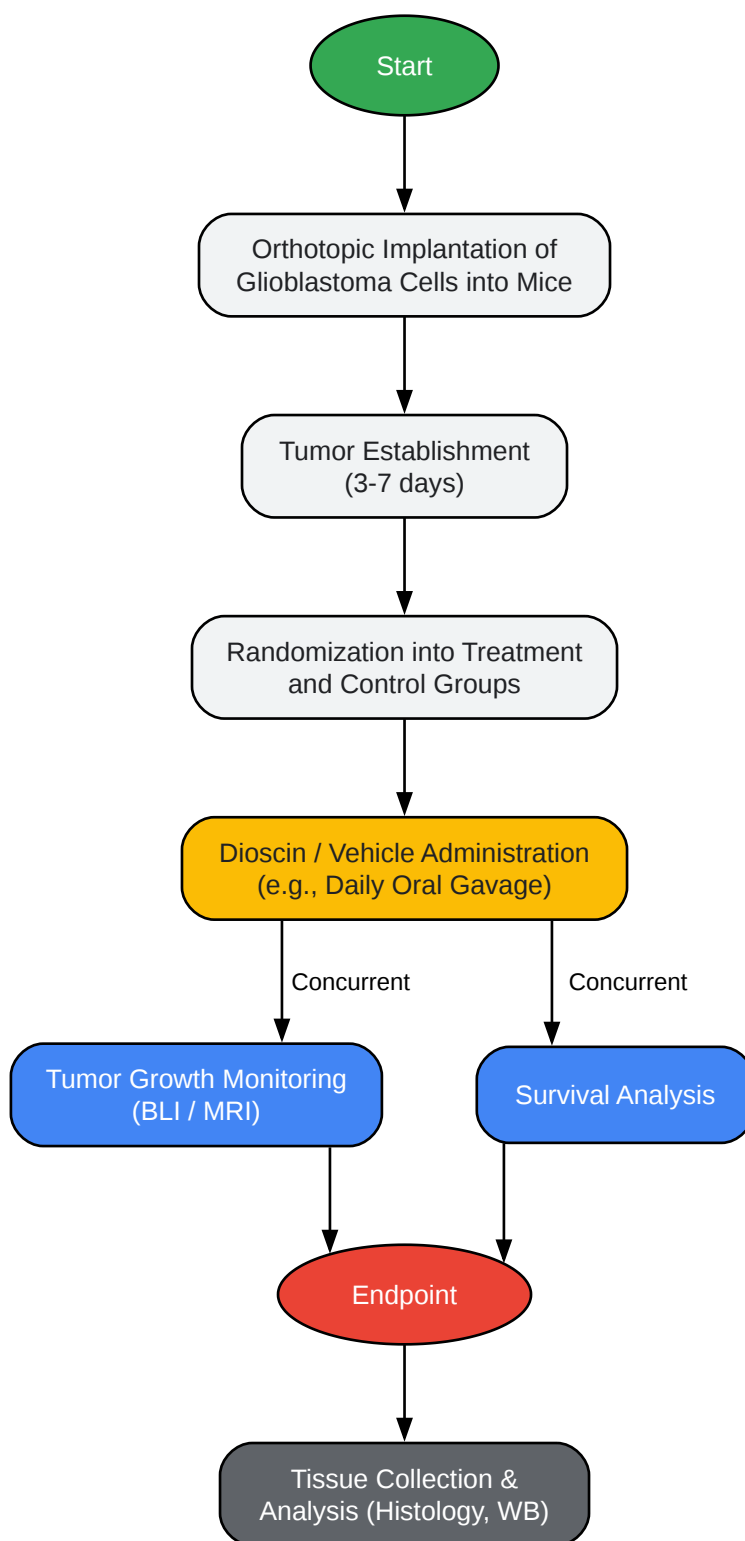 Start
Orthotopic Implantation of
Glioblastoma Cells into Mice
Tumor Establishment
(3-7 days)
Randomization into Treatment
and Control Groups
Dioscin / Vehicle Administration
(e.g., Daily Oral Gavage)
Concurrent
Concurrent
Tumor Growth Monitoring
(BLI / MRI)
Survival Analysis
Endpoint
Tissue Collection &
Analysis (Histology, WB)